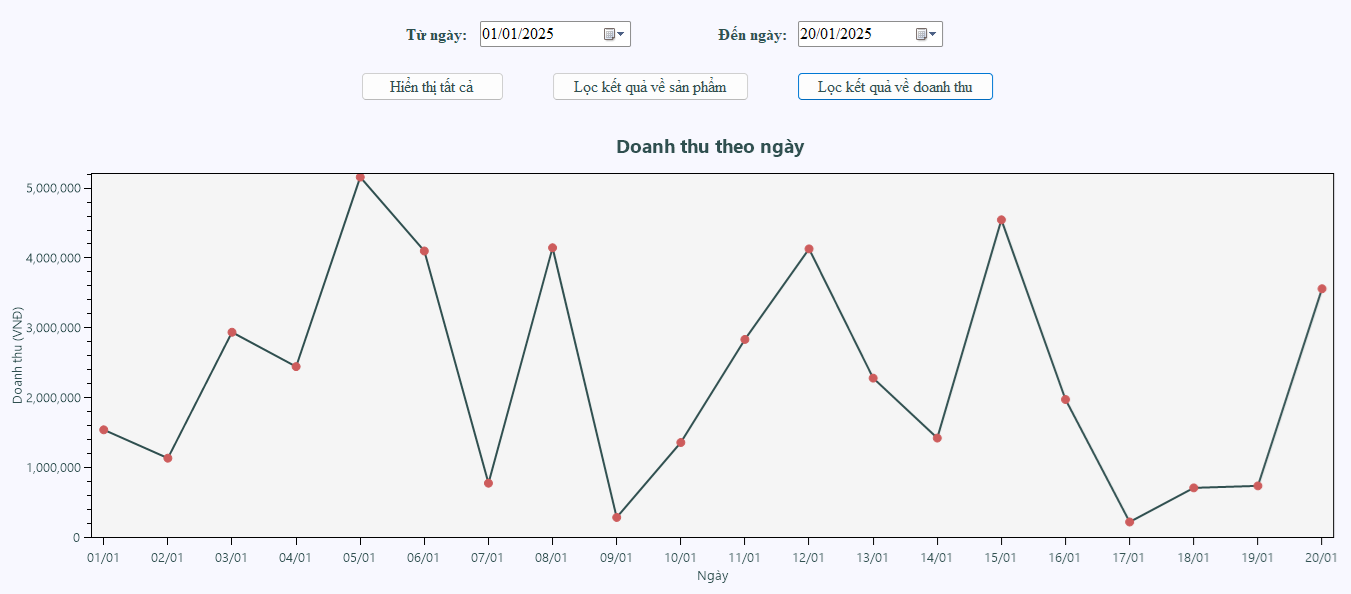 Từ ngày: 01/01/2025 Đến ngày: 20/01/2025
Hiển thị tất cả Lọc kết quả về sản phẩm Lọc kết quả về doanh thu
Doanh thu theo ngày
Doanh thu (VNĐ)
5,000,000
4,000,000
3,000,000
2,000,000
1,000,000
0
01/01 02/01 03/01 04/01 05/01 06/01 07/01 08/01 09/01 10/01 11/01 12/01 13/01 14/01 15/01 16/01 17/01 18/01 19/01 20/01
Ngày